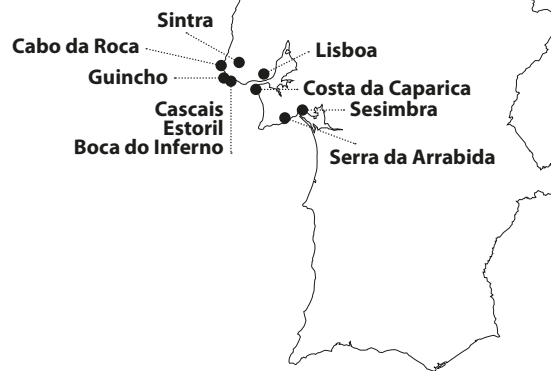 Sintra
Cabo da Roca
Lisboa
Guincho
Costa da Caparica
Cascais
Sesimbra
Estoril
Boca do Inferno
Serra da Arrabida